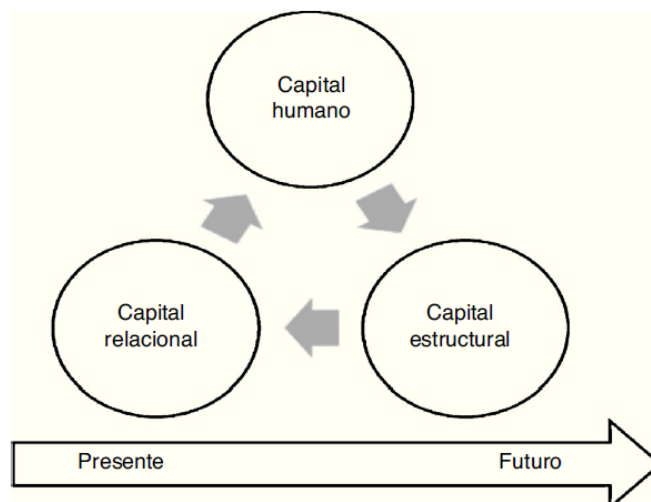 Capital
humano
Capital
relacional
Capital
estructural
Presente
Futuro